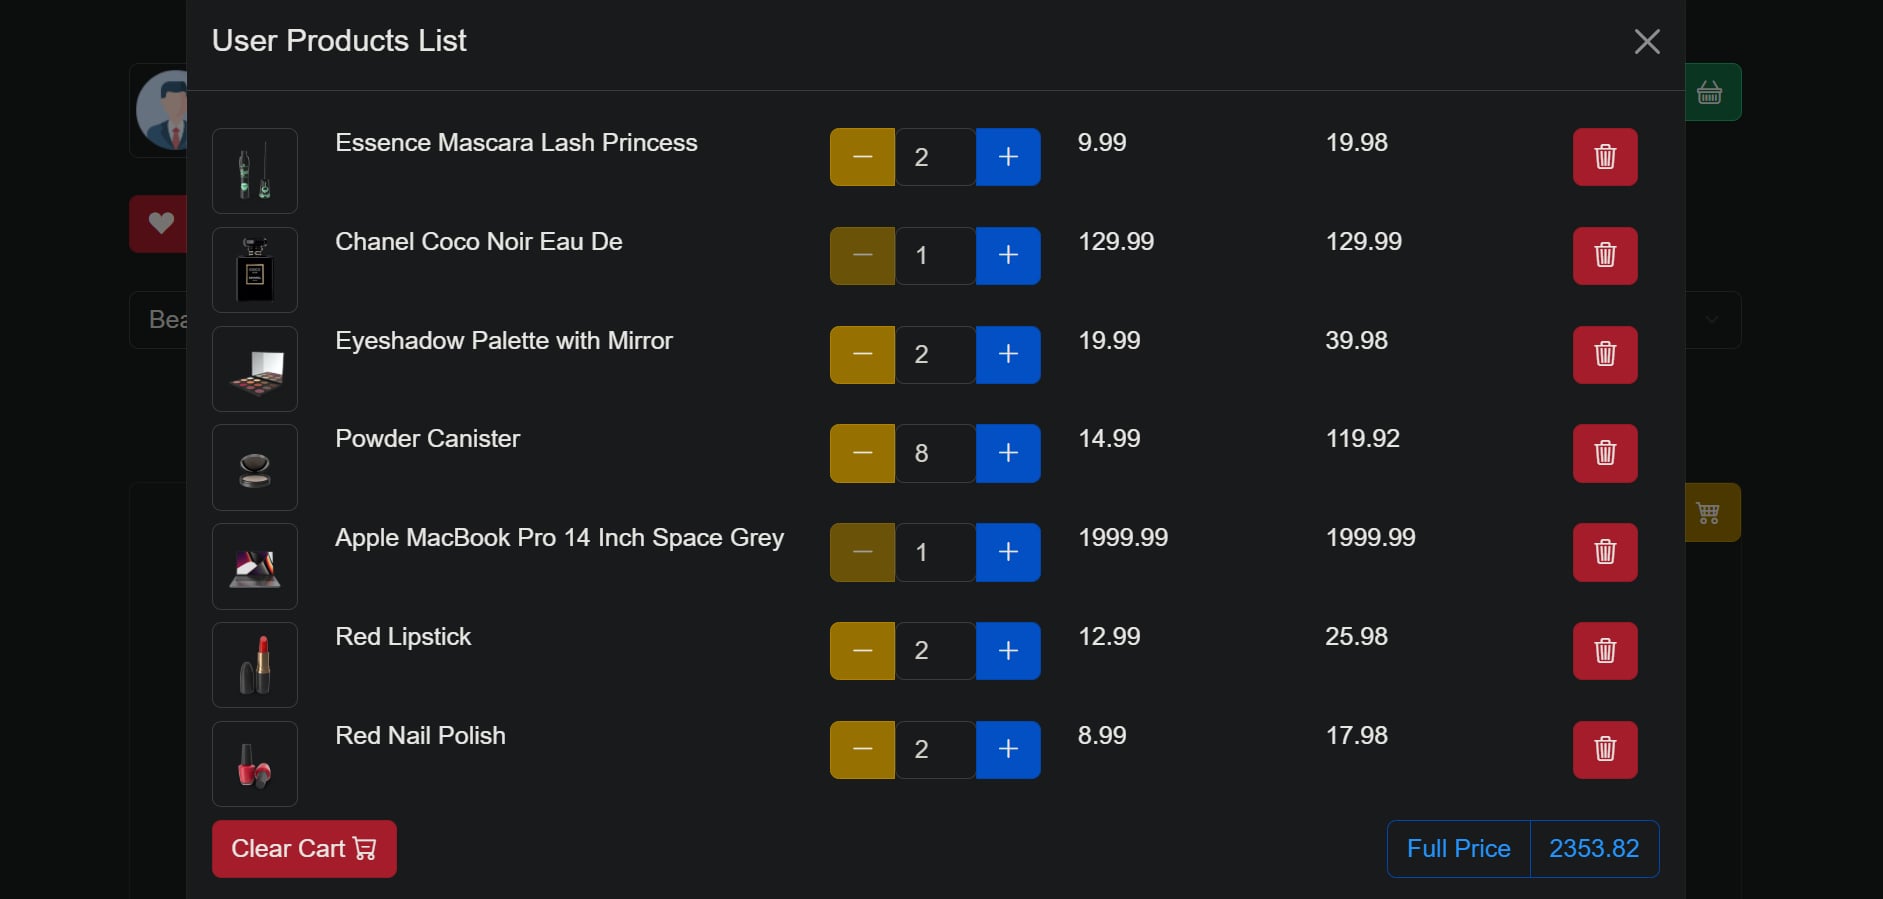 User Products List
Essence Mascara Lash Princess 2 9.99 19.98
Chanel Coco Noir Eau De 1 129.99 129.99
Bea
Eyeshadow Palette with Mirror 2 19.99 39.98
Powder Canister 8 14.99 119.92
Apple MacBook Pro 14 Inch Space Grey 1 1999.99 1999.99
Red Lipstick 2 12.99 25.98
Red Nail Polish 2 8.99 17.98
Clear Cart Full Price 2353.82